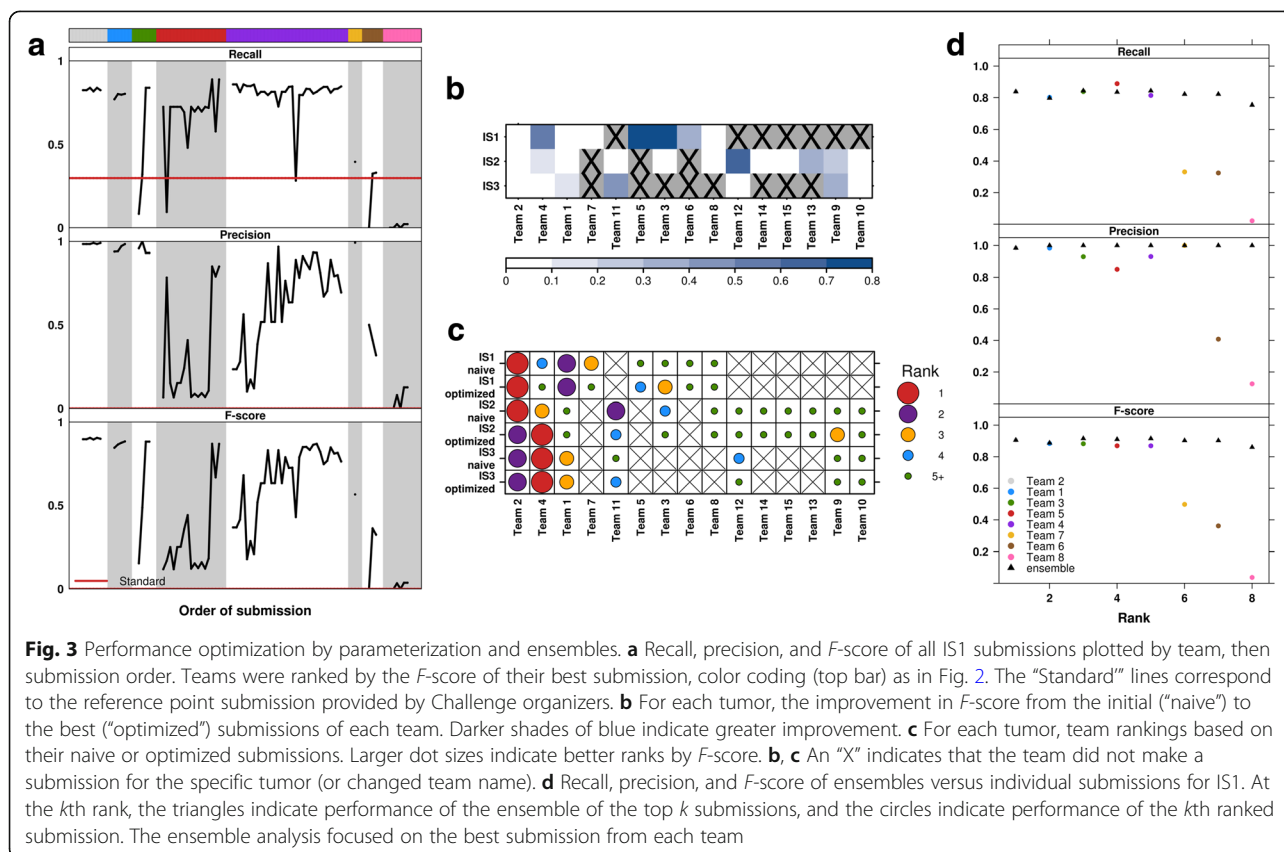 a
Recall
1
0.5
0
Precision
1
0.5
0
F-score
1
0.5
0
Standard
Order of submission
b
IS1
IS2
IS3
Team 2
Team 4
Team 1
Team 7
Team 11
Team 5
Team 3
Team 6
Team 8
Team 12
Team 14
Team 15
Team 13
Team 9
Team 10
0 0.1 0.2 0.3 0.4 0.5 0.6 0.7 0.8
c
IS1 naive
IS1 optimized
IS2 naive
IS2 optimized
IS3 naive
IS3 optimized
Team 2
Team 4
Team 1
Team 7
Team 11
Team 5
Team 3
Team 6
Team 8
Team 12
Team 14
Team 15
Team 13
Team 9
Team 10
Rank
1
2
3
4
5+
d
Recall
1.0
0.8
0.6
0.4
0.2
Precision
1.0
0.8
0.6
0.4
0.2
F-score
1.0
0.8
0.6
0.4
0.2
Team 2
Team 1
Team 3
Team 5
Team 4
Team 7
Team 6
Team 8
ensemble
2 4 6 8
Rank
Fig. 3 Performance optimization by parameterization and ensembles. a Recall, precision, and F-score of all IS1 submissions plotted by team, then
submission order. Teams were ranked by the F-score of their best submission, color coding (top bar) as in Fig. 2. The “Standard’” lines correspond
to the reference point submission provided by Challenge organizers. b For each tumor, the improvement in F-score from the initial (“naive”) to
the best (“optimized”) submissions of each team. Darker shades of blue indicate greater improvement. c For each tumor, team rankings based on
their naive or optimized submissions. Larger dot sizes indicate better ranks by F-score. b, c An “X” indicates that the team did not make a
submission for the specific tumor (or changed team name). d Recall, precision, and F-score of ensembles versus individual submissions for IS1. At
the kth rank, the triangles indicate performance of the ensemble of the top k submissions, and the circles indicate performance of the kth ranked
submission. The ensemble analysis focused on the best submission from each team